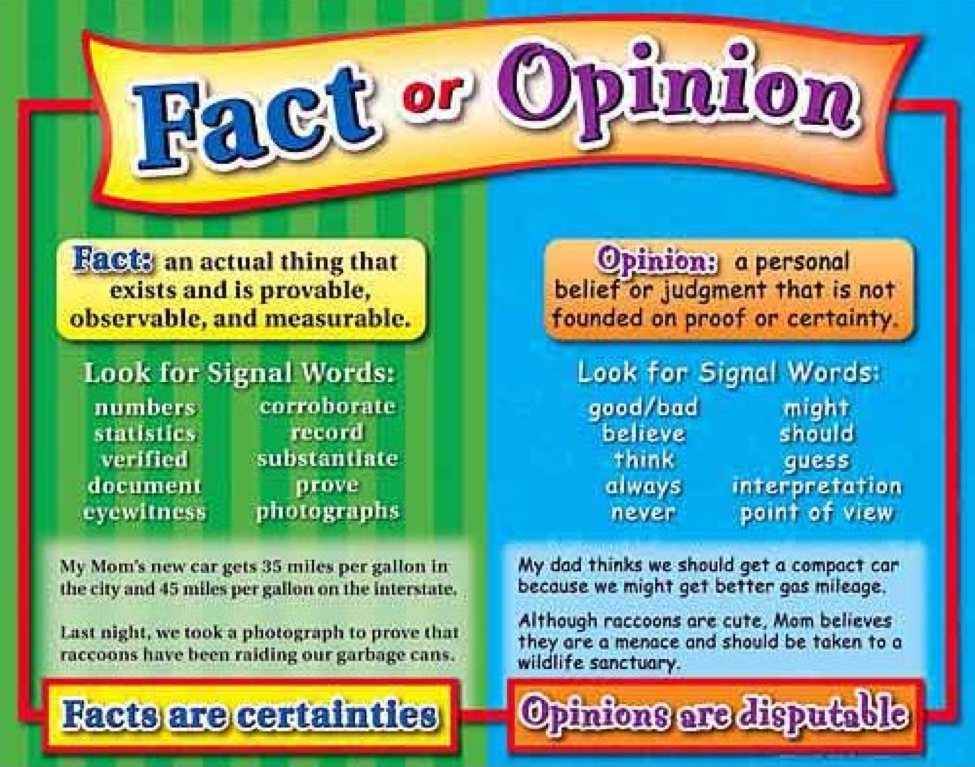 Fact or Opinion
Fact: an actual thing that
exists and is provable,
observable, and measurable.
Look for Signal Words:
numbers corroborate
statistics record
verified substantiate
document prove
eyewitness photographs
My Mom's new car gets 35 miles per gallon in
the city and 45 miles per gallon on the interstate.
Last night, we took a photograph to prove that
raccoons have been raiding our garbage cans.
Facts are certainties
Opinion: a personal
belief or judgment that is not
founded on proof or certainty.
Look for Signal Words:
good/bad might
believe should
think guess
always interpretation
never point of view
My dad thinks we should get a compact car
because we might get better gas mileage.
Although raccoons are cute, Mom believes
they are a menace and should be taken to a
wildlife sanctuary.
Opinions are disputable